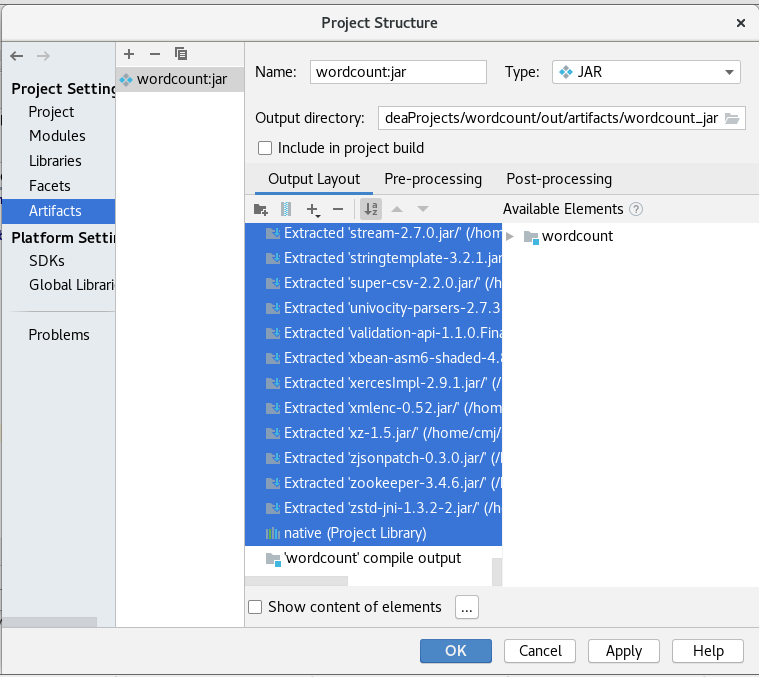 Project Structure
Project Setting
Project
Modules
Libraries
Facets
Artifacts
Platform Setti
SDKs
Global Librari
Problems
wordcount:jar
Name: wordcount:jar Type: JAR
Output directory: deaProjects/wordcount/out/artifacts/wordcount_jar
Include in project build
Output Layout Pre-processing Post-processing
Available Elements ?
Extracted 'stream-2.7.0.jar/' (/hom
Extracted 'stringtemplate-3.2.1.jar
Extracted 'super-csv-2.2.0.jar/' (/h
Extracted 'univocity-parsers-2.7.3
Extracted 'validation-api-1.1.0.Fina
Extracted 'xbean-asm6-shaded-4.8
Extracted 'xercesImpl-2.9.1.jar/' (/
Extracted 'xmlenc-0.52.jar/' (/hom
Extracted 'xz-1.5.jar/' (/home/cmj/
Extracted 'zjsonpatch-0.3.0.jar/' (/
Extracted 'zookeeper-3.4.6.jar/' (/
Extracted 'zstd-jni-1.3.2-2.jar/' (/h
native (Project Library)
'wordcount' compile output
wordcount
Show content of elements ...
OK Cancel Apply Help